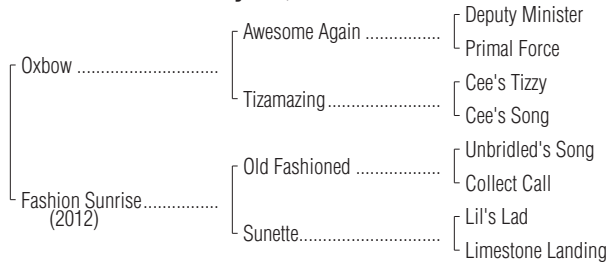 Deputy Minister
Awesome Again ................
Primal Force
Oxbow ..............................
Cee's Tizzy
Tizamazing........................
Cee's Song
Unbridled's Song
Old Fashioned ..................
Collect Call
Fashion Sunrise................
(2012)
Lil's Lad
Sunette..............................
Limestone Landing